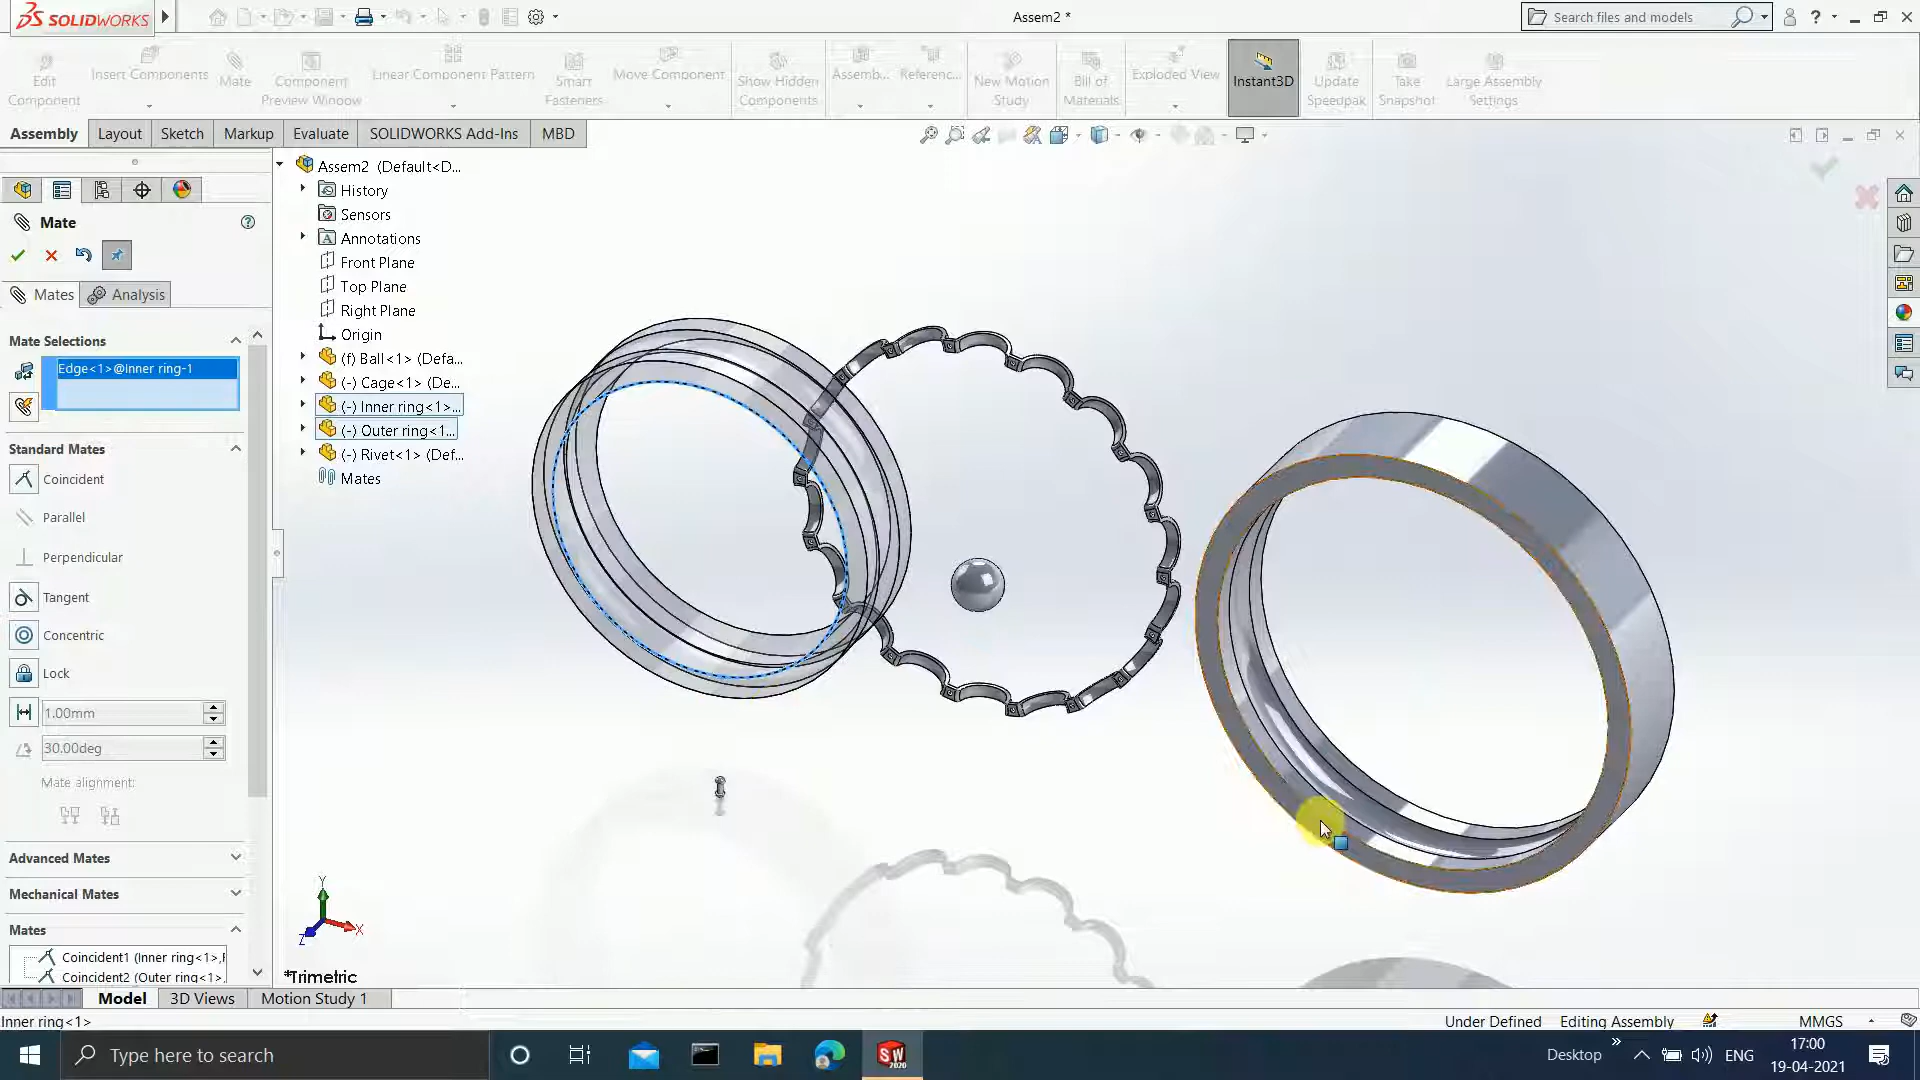 SOLIDWORKS
Assem2 *
Search files and models
Edit Component
Insert Components
Mate
Component Preview Window
Linear Component Pattern
Smart Fasteners
Move Component
Show Hidden Components
Assemb...
Referenc...
New Motion Study
Bill of Materials
Exploded View
Instant3D
Update Speedpak
Take Snapshot
Large Assembly Settings
Assembly
Layout
Sketch
Markup
Evaluate
SOLIDWORKS Add-Ins
MBD
Mate
Mates
Analysis
Mate Selections
Edge<1>@Inner ring-1
Standard Mates
Coincident
Parallel
Perpendicular
Tangent
Concentric
Lock
1.00mm
30.00deg
Mate alignment:
Advanced Mates
Mechanical Mates
Mates
Coincident1 (Inner ring<1>,F
Coincident2 (Outer ring<1>,
Assem2 (Default<D...
History
Sensors
Annotations
Front Plane
Top Plane
Right Plane
Origin
(f) Ball<1> (Defa...
(-) Cage<1> (De...
(-) Inner ring<1>...
(-) Outer ring<1...
(-) Rivet<1> (Def...
Mates
Y
X
Z
*Trimetric
Model
3D Views
Motion Study 1
Inner ring<1>
Under Defined
Editing Assembly
MMGS
Type here to search
SW
2020
Desktop
ENG
17:00
19-04-2021